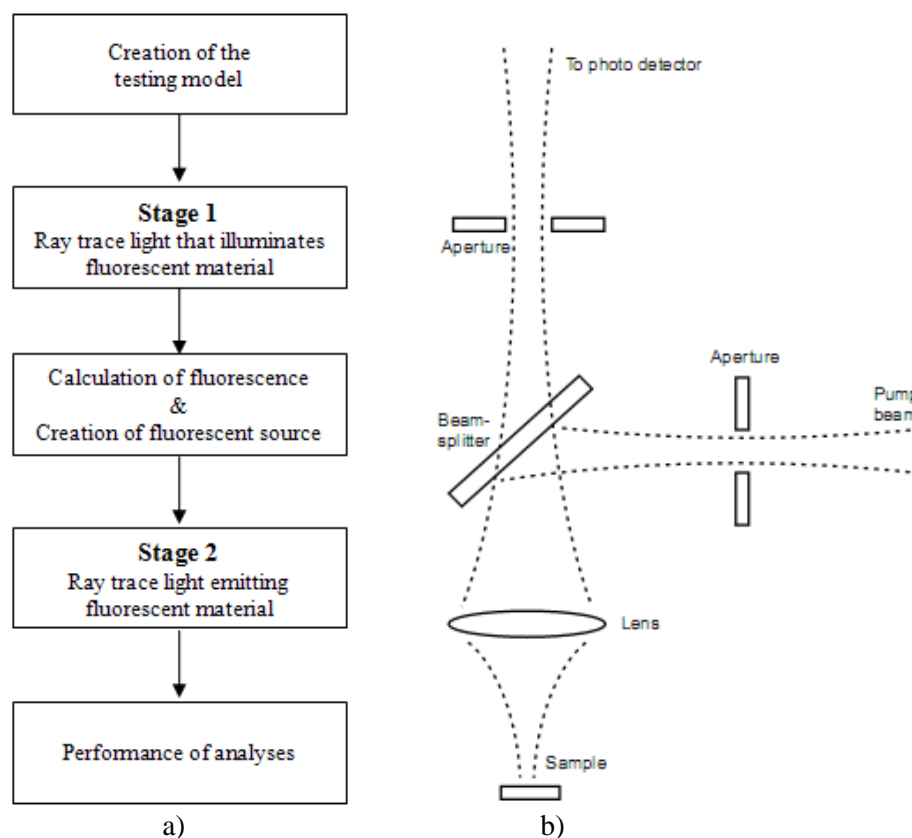 Creation of the
testing model
Stage 1
Ray trace light that illuminates
fluorescent material
Calculation of fluorescence
&
Creation of fluorescent source
Stage 2
Ray trace light emitting
fluorescent material
Performance of analyses
a)
To photo detector
Aperture
Aperture
Pump
beam
Beam-
splitter
Lens
Sample
b)